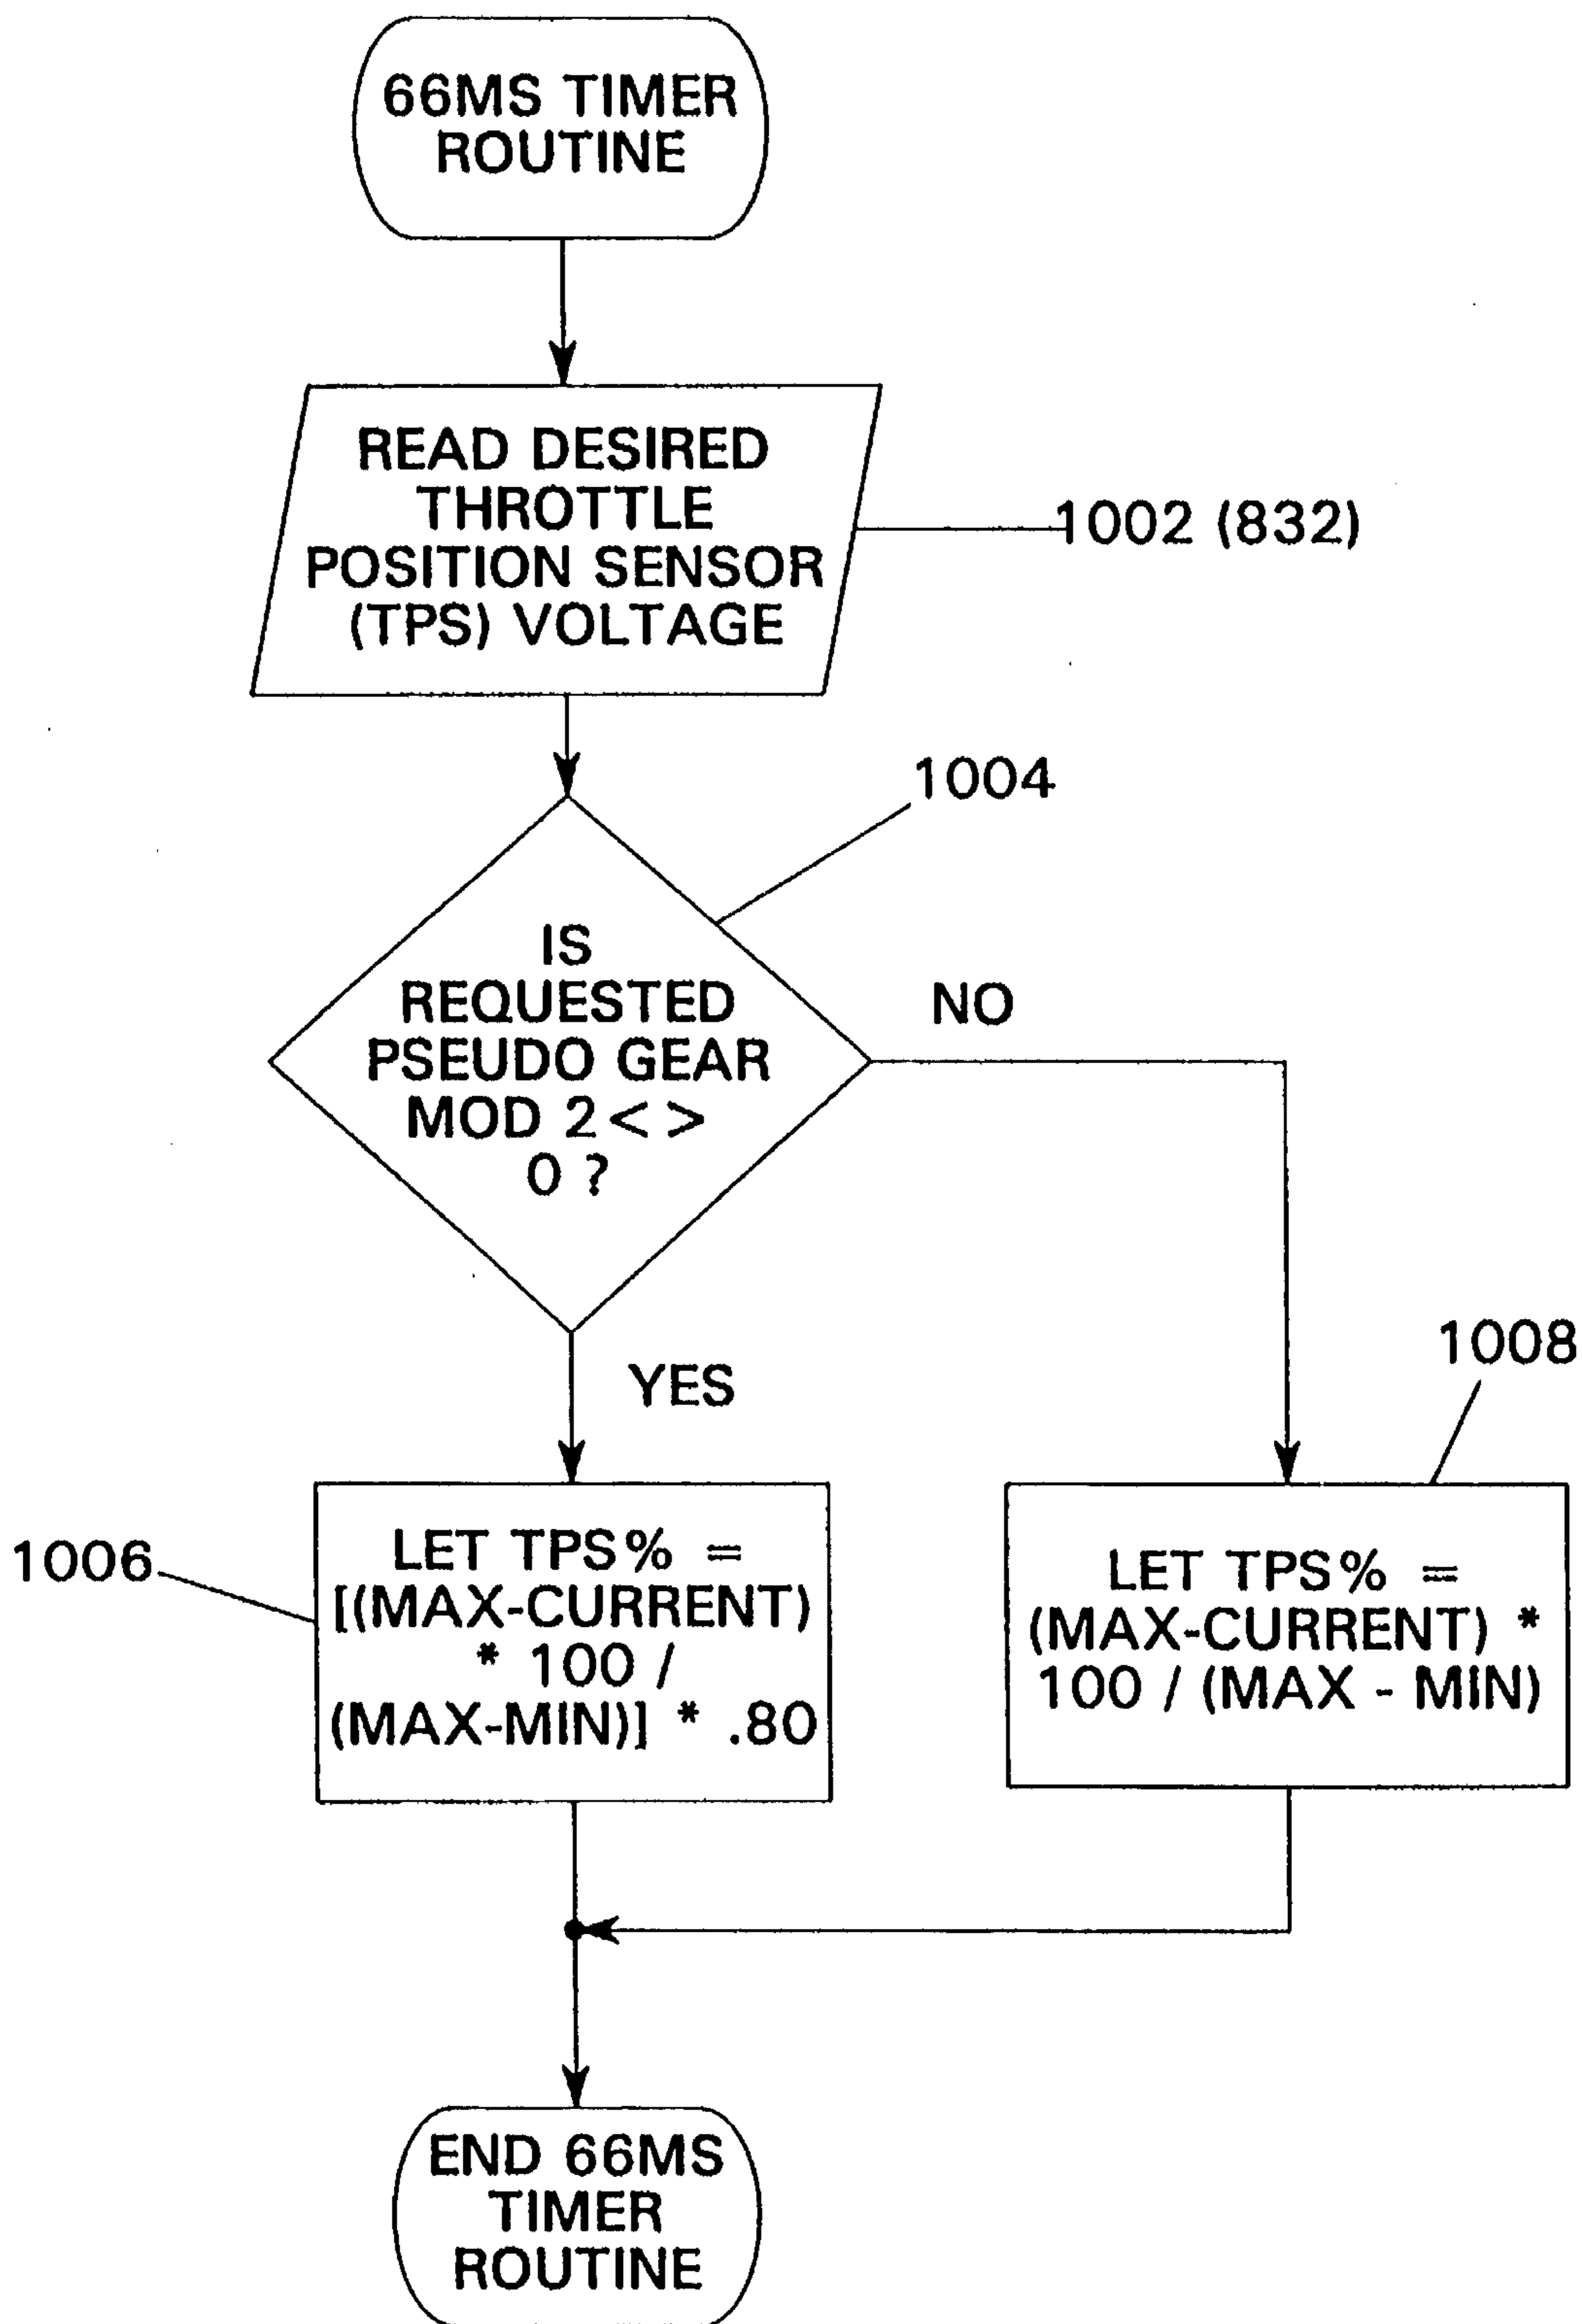 66MS TIMER
ROUTINE
READ DESIRED
THROTTLE
POSITION SENSOR
(TPS) VOLTAGE
1002 (832)
1004
IS
REQUESTED
PSEUDO GEAR
MOD 2 < >
0 ?
NO
YES
1008
1006
LET TPS% =
[(MAX-CURRENT)
* 100 /
(MAX-MIN)] * .80
LET TPS% =
(MAX-CURRENT) *
100 / (MAX - MIN)
END 66MS
TIMER
ROUTINE